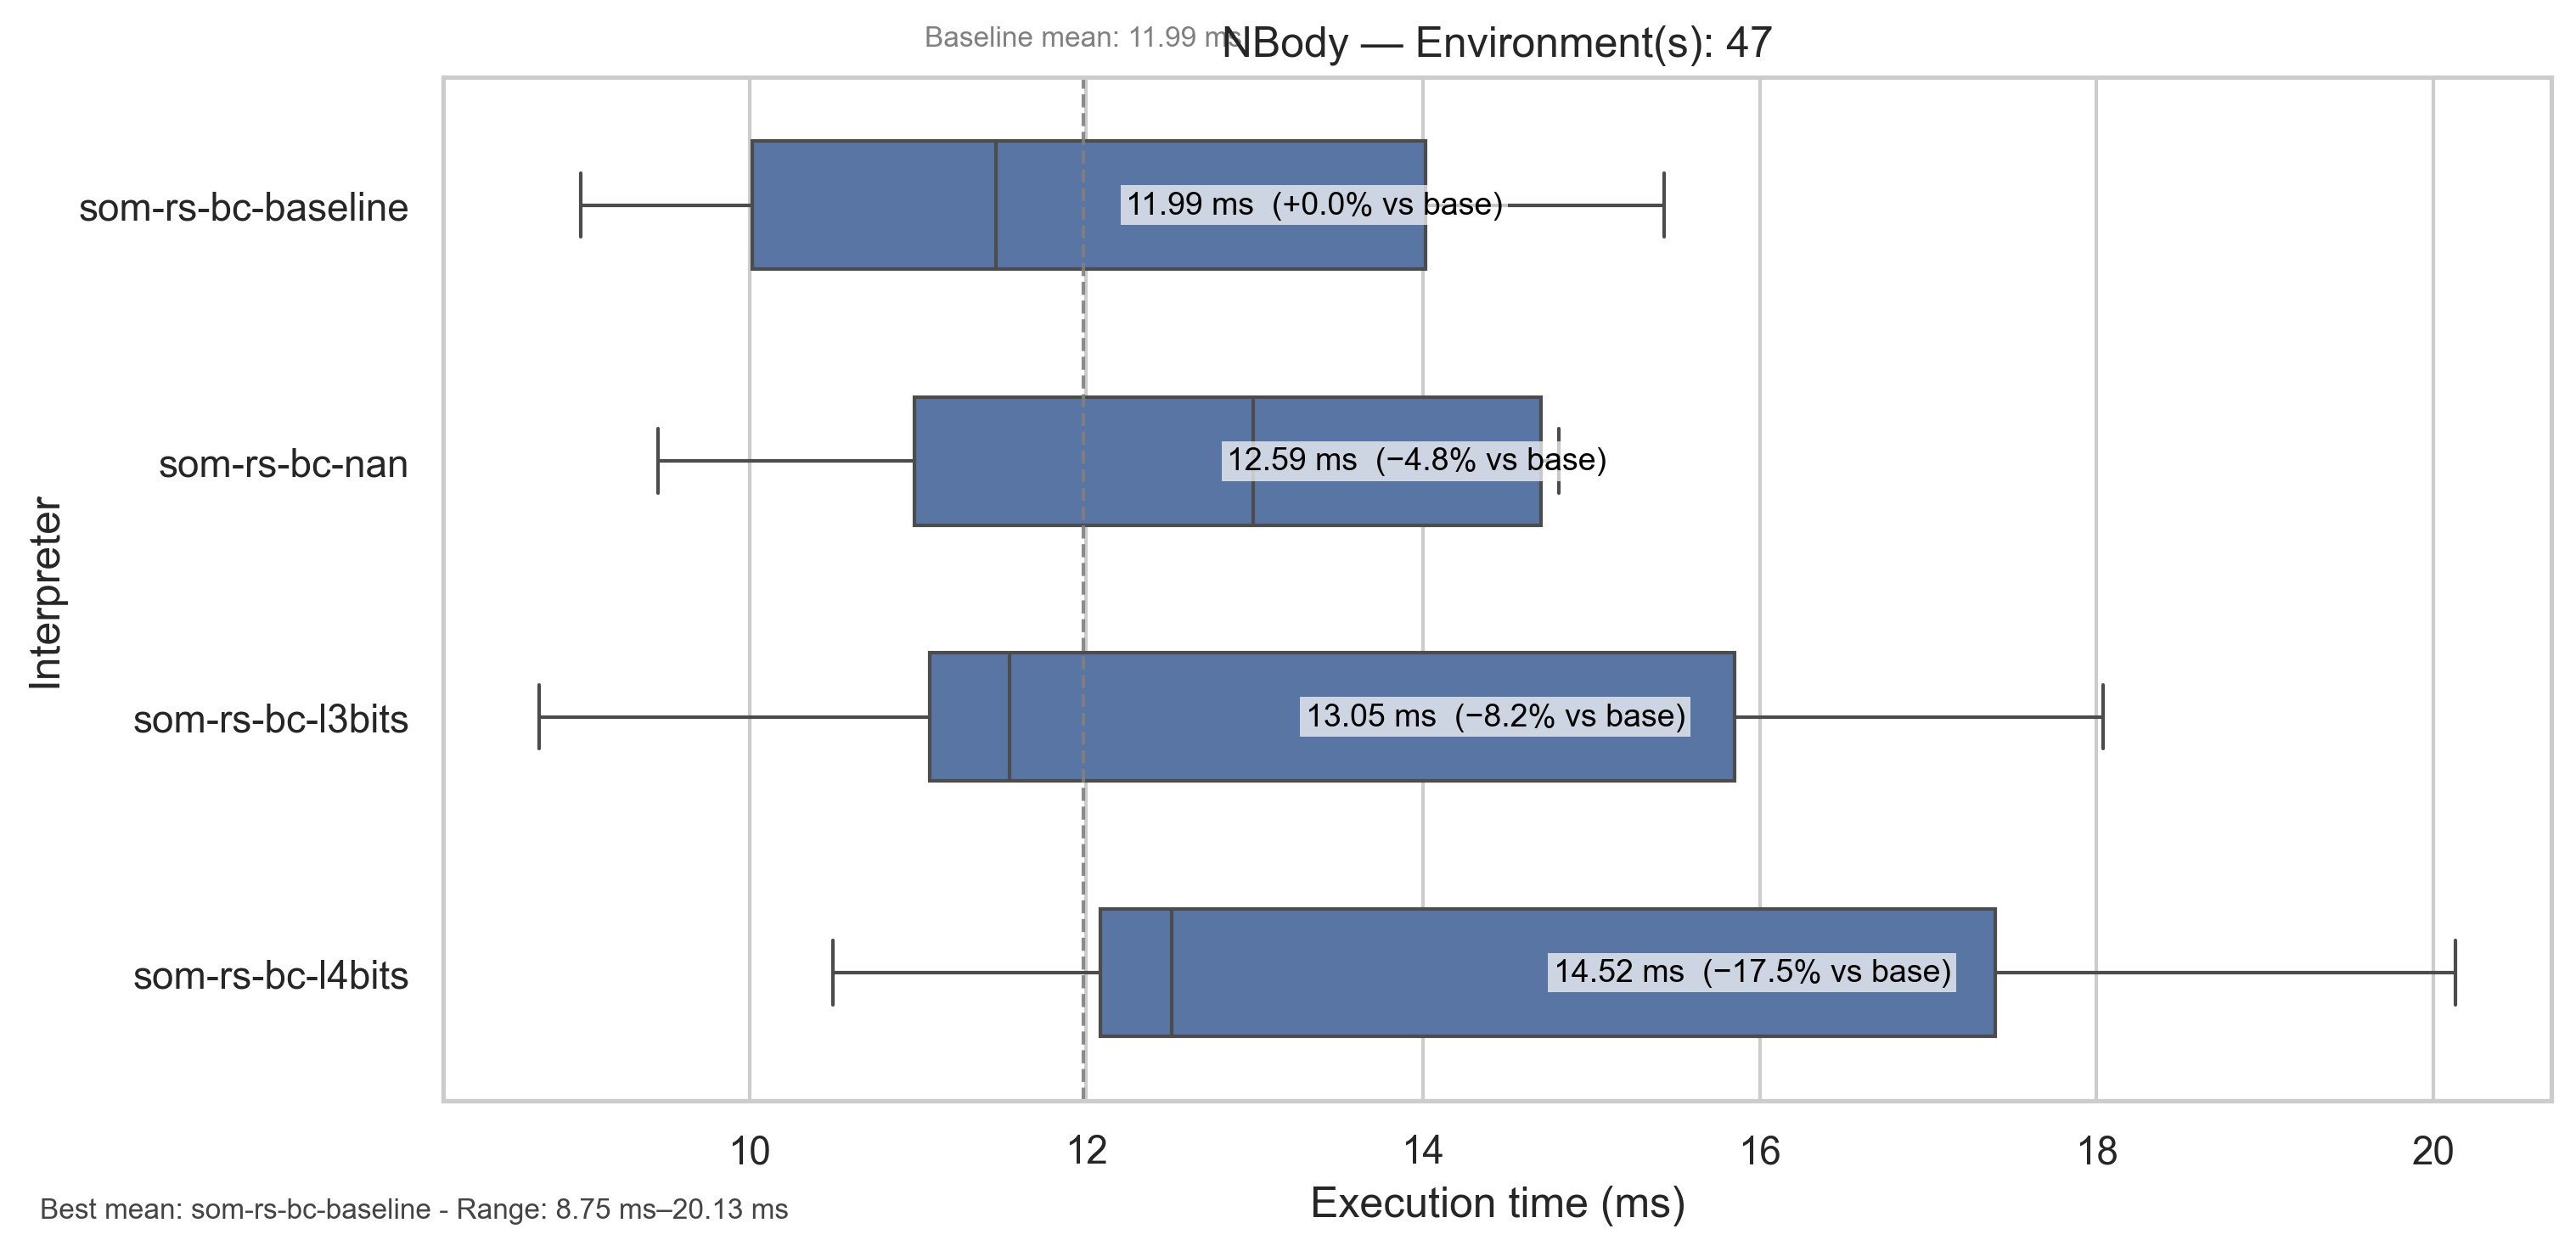 Baseline mean: 11.99 ms
NBody — Environment(s): 47
Interpreter
som-rs-bc-baseline
11.99 ms (+0.0% vs base)
som-rs-bc-nan
12.59 ms (−4.8% vs base)
som-rs-bc-l3bits
13.05 ms (−8.2% vs base)
som-rs-bc-l4bits
14.52 ms (−17.5% vs base)
10 12 14 16 18 20
Execution time (ms)
Best mean: som-rs-bc-baseline - Range: 8.75 ms–20.13 ms